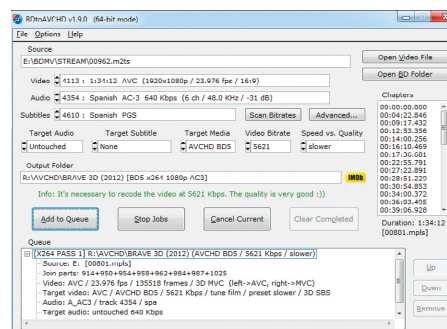 BDtoAVCHD v1.9.0 (64-bit mode)
File Options Help
Source
E:\BDMV\STREAM\00962.m2ts
Open Video File
Open BD Folder
Video 4113 : 1:34:12 AVC (1920x1080p / 23.976 fps / 16:9)
Audio 4354 : Spanish AC-3 640 Kbps (6 ch / 48.0 KHz / -31 dB)
Subtitles 4610 : Spanish PGS
Scan Bitrates
Advanced...
Chapters
00:00:00.000
00:04:22.846
00:09:17.432
00:12:53.356
00:14:00.256
00:16:10.469
00:17:36.681
00:22:55.791
00:27:22.891
00:28:51.229
00:30:54.853
00:34:00.372
00:36:03.495
00:39:06.928
Target Audio Target Subtitle Target Media Video Bitrate Speed vs. Quality
Untouched None AVCHD BD5 5621 slower
Output Folder
R:\AVCHD\BRAVE 3D (2012) [BD5 x264 1080p AC3]
IMDb
Info: It's necessary to recode the video at 5621 Kbps. The quality is very good :))
Duration: 1:34:12
[00801.mpls]
Add to Queue
Stop Jobs
Cancel Current
Clear Completed
Queue
[X264 PASS 1] R:\AVCHD\BRAVE 3D (2012) (AVCHD BD5 / 5621 Kbps / slower)
Source: E: [00801.mpls]
Join parts: 914+950+954+958+962+984+987+1025
Video: AVC / 23.976 fps / 135518 frames / 3D MVC (left->AVC, right->MVC)
Target video: AVC / AVCHD BD5 / 5621 Kbps / tune film / preset slower / 3D SBS
Audio: A_AC3 / track 4354 / spa
Target audio: untouched 640 Kbps
Up
Down
Remove